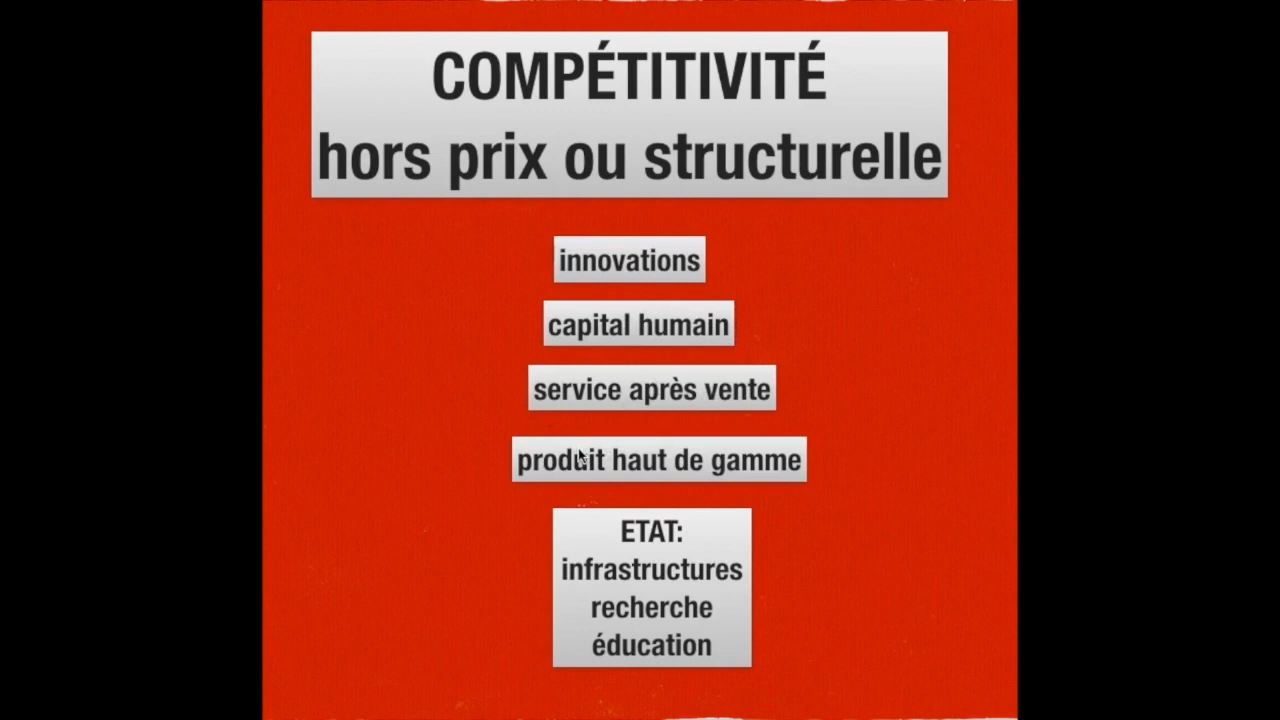 COMPÉTITIVITÉ
hors prix ou structurelle
innovations
capital humain
service après vente
produit haut de gamme
ETAT:
infrastructures
recherche
éducation